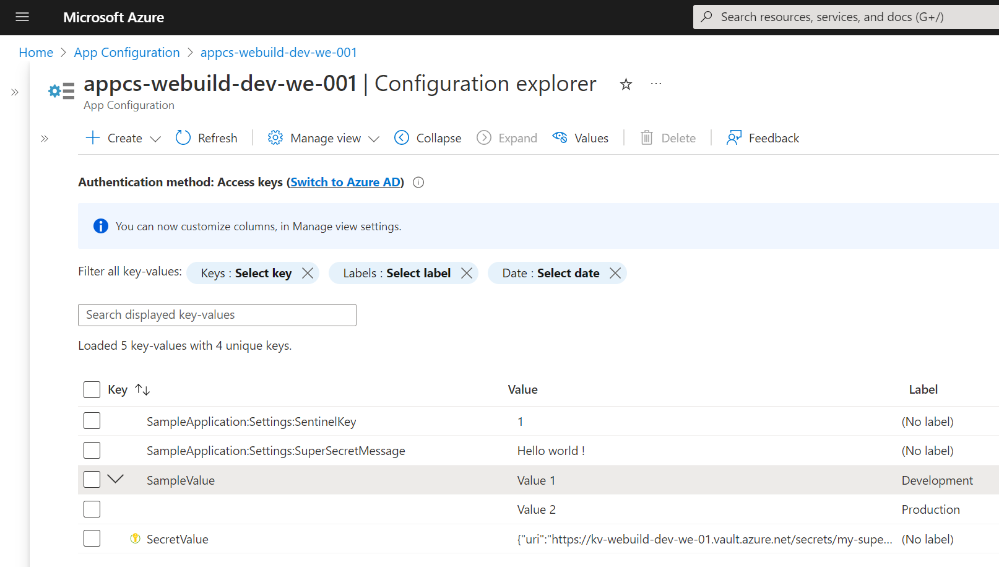 Microsoft Azure
Search resources, services, and docs (G+/)
Home > App Configuration > appcs-webuild-dev-we-001
appcs-webuild-dev-we-001 | Configuration explorer
App Configuration
Create Refresh Manage view Collapse Expand Values Delete Feedback
Authentication method: Access keys (Switch to Azure AD)
You can now customize columns, in Manage view settings.
Filter all key-values: Keys : Select key Labels : Select label Date : Select date
Search displayed key-values
Loaded 5 key-values with 4 unique keys.
Key Value Label
SampleApplication:Settings:SentinelKey 1 (No label)
SampleApplication:Settings:SuperSecretMessage Hello world ! (No label)
SampleValue Value 1 Development
Value 2 Production
SecretValue {"uri":"https://kv-webuild-dev-we-01.vault.azure.net/secrets/my-supe... (No label)